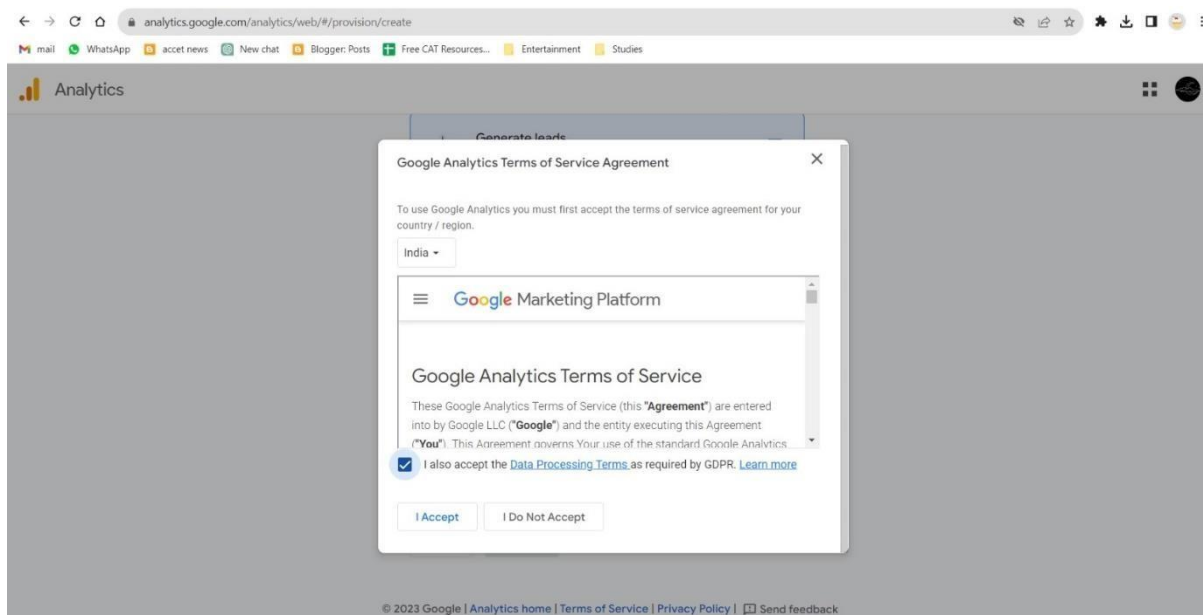 analytics.google.com/analytics/web/#/provision/create
mail WhatsApp accet news New chat Blogger: Posts Free CAT Resources... Entertainment Studies
Analytics
Generate leads
Google Analytics Terms of Service Agreement
To use Google Analytics you must first accept the terms of service agreement for your
country / region.
India
Google Marketing Platform
Google Analytics Terms of Service
These Google Analytics Terms of Service (this "Agreement") are entered
into by Google LLC ("Google") and the entity executing this Agreement
("You"). This Agreement governs Your use of the standard Google Analytics
I also accept the Data Processing Terms as required by GDPR. Learn more
I Accept I Do Not Accept
© 2023 Google | Analytics home | Terms of Service | Privacy Policy | Send feedback